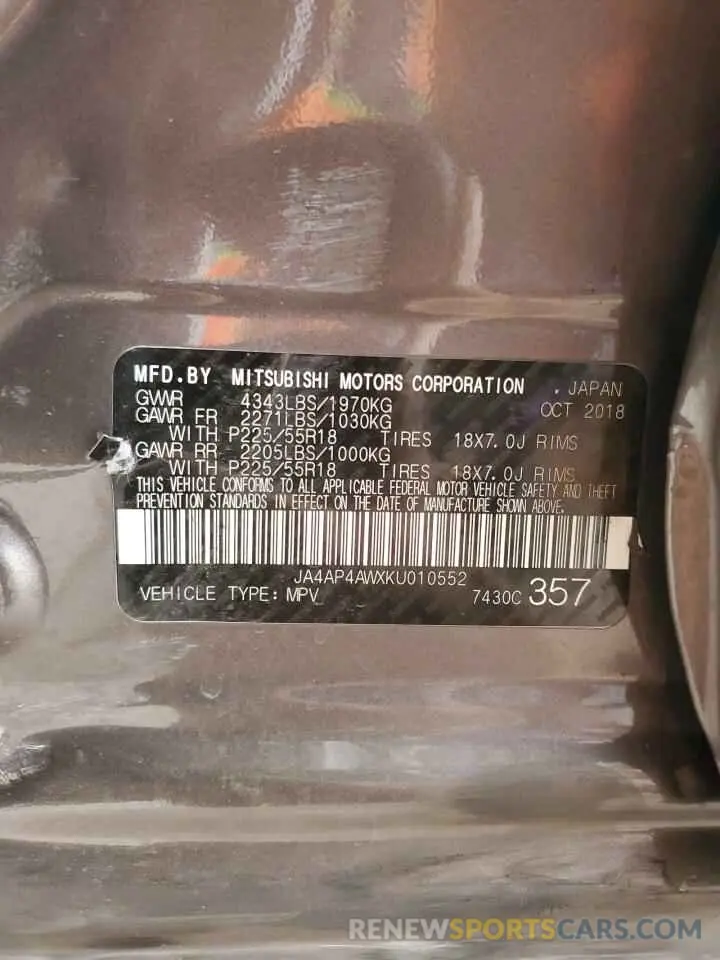 MFD.BY MITSUBISHI MOTORS CORPORATION . JAPAN
GVWR 4343LBS/1970KG OCT 2018
GAWR FR 2271LBS/1030KG
WITH P225/55R18 TIRES 18X7.0J RIMS
GAWR RR 2205LBS/1000KG
WITH P225/55R18 TIRES 18X7.0J RIMS
THIS VEHICLE CONFORMS TO ALL APPLICABLE FEDERAL MOTOR VEHICLE SAFETY AND THEFT
PREVENTION STANDARDS IN EFFECT ON THE DATE OF MANUFACTURE SHOWN ABOVE.
JA4AP4AWXKU010552
VEHICLE TYPE: MPV 7430C 357
RENEWSPORTSCARS.COM